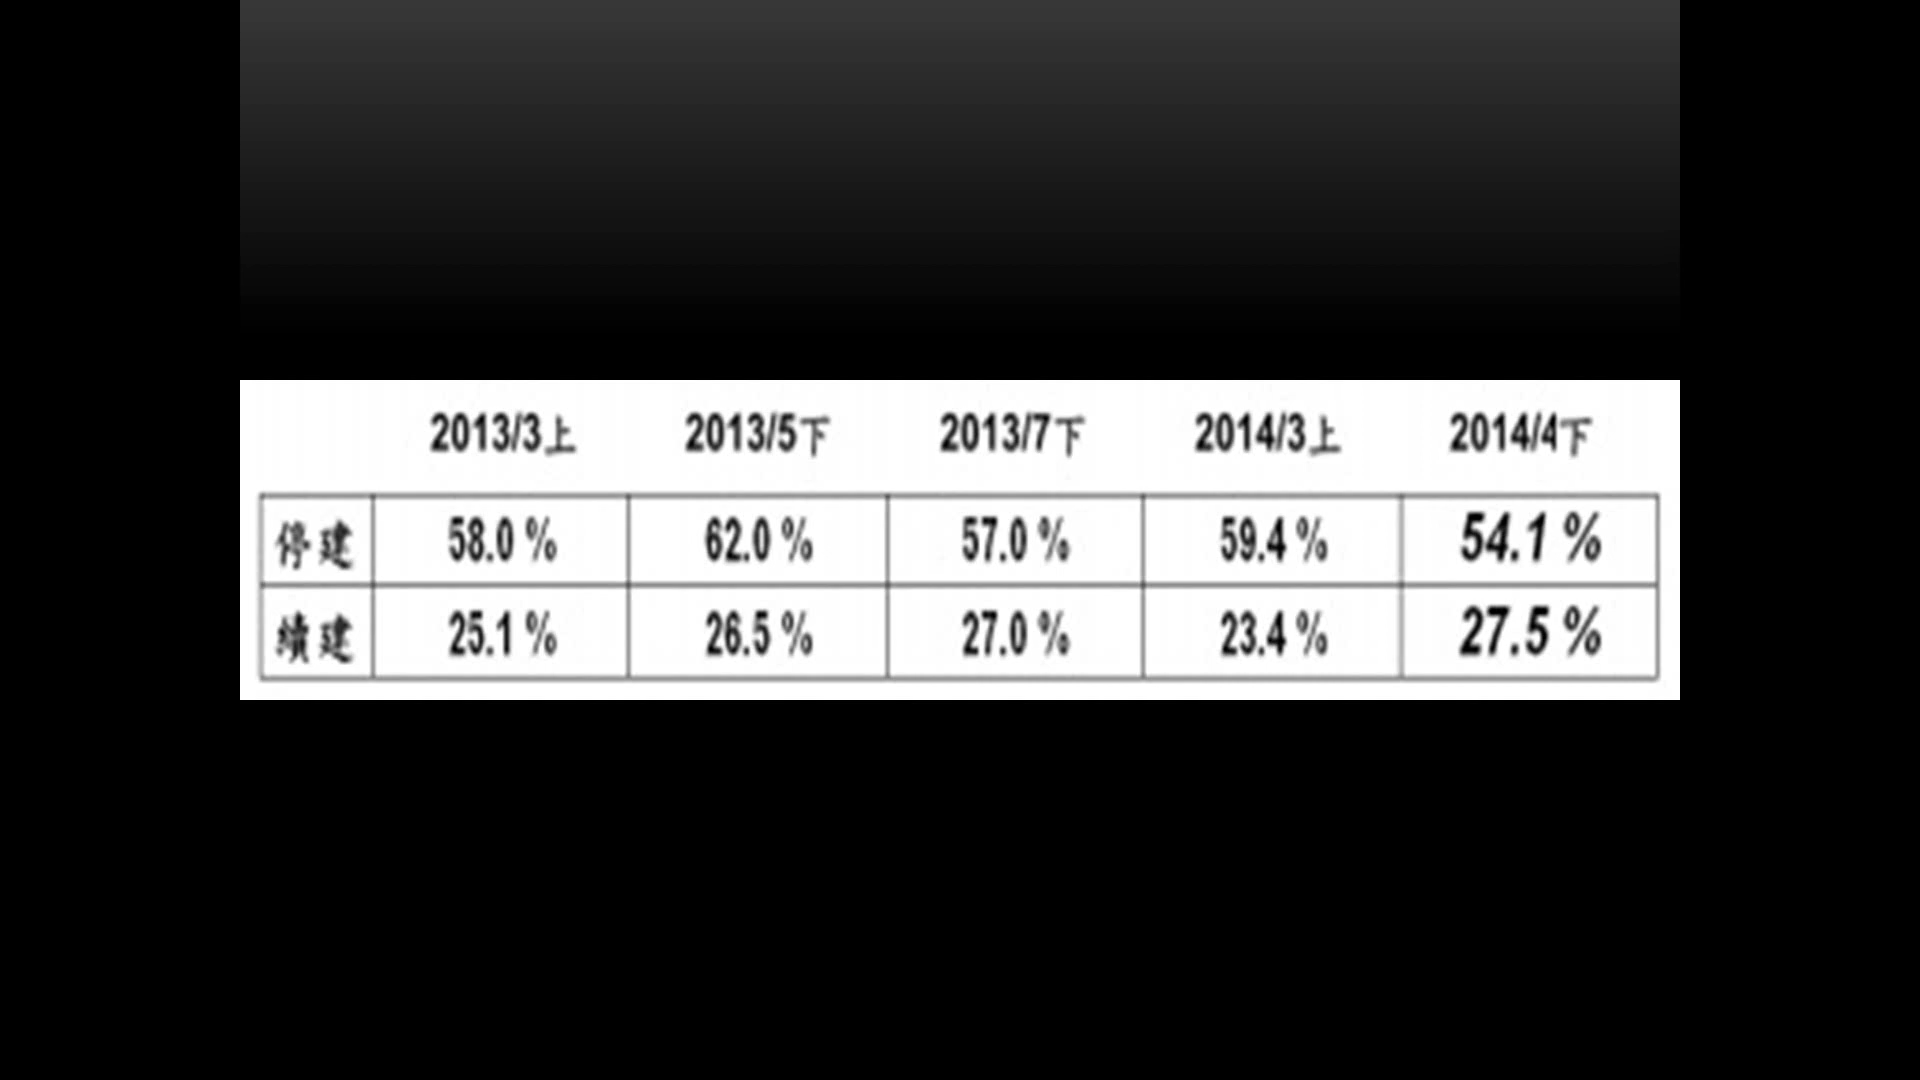 2013/3上 2013/5下 2013/7下 2014/3上 2014/4下
停建 58.0 % 62.0 % 57.0 % 59.4 % 54.1 %
續建 25.1 % 26.5 % 27.0 % 23.4 % 27.5 %